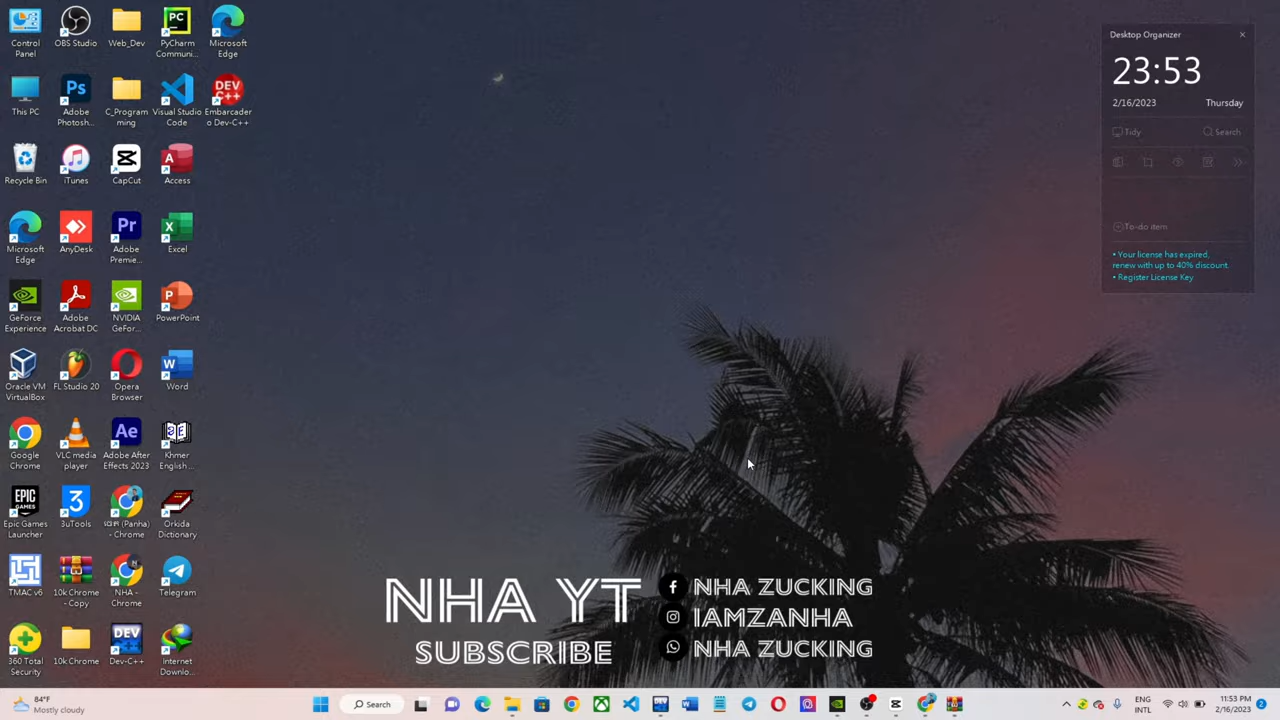 Control
Panel
OBS Studio
Web_Dev
PyCharm
Communi...
Microsoft
Edge
This PC
Adobe
Photosh...
C_Program
ming
Visual Studio
Code
Embarcader
o Dev-C++
Recycle Bin
iTunes
CapCut
Access
Microsoft
Edge
AnyDesk
Adobe
Premie...
Excel
GeForce
Experience
Adobe
Acrobat DC
NVIDIA
GeFor...
PowerPoint
Oracle VM
VirtualBox
FL Studio 20
Opera
Browser
Word
Google
Chrome
VLC media
player
Adobe After
Effects 2023
Khmer
English ...
Epic Games
Launcher
3uTools
(Panha)
- Chrome
Orkida
Dictionary
TMAC v6
10k Chrome
- Copy
NHA -
Chrome
Telegram
360 Total
Security
10k Chrome
Dev-C++
Internet
Downlo...
Desktop Organizer
23:53
2/16/2023 Thursday
Tidy Search
To-do item
• Your license has expired,
renew with up to 40% discount.
• Register License Key
NHA YT
SUBSCRIBE
NHA ZUCKING
IAMZANHA
NHA ZUCKING
84°F
Mostly cloudy
Search
ENG
INTL
11:53 PM
2/16/2023
2